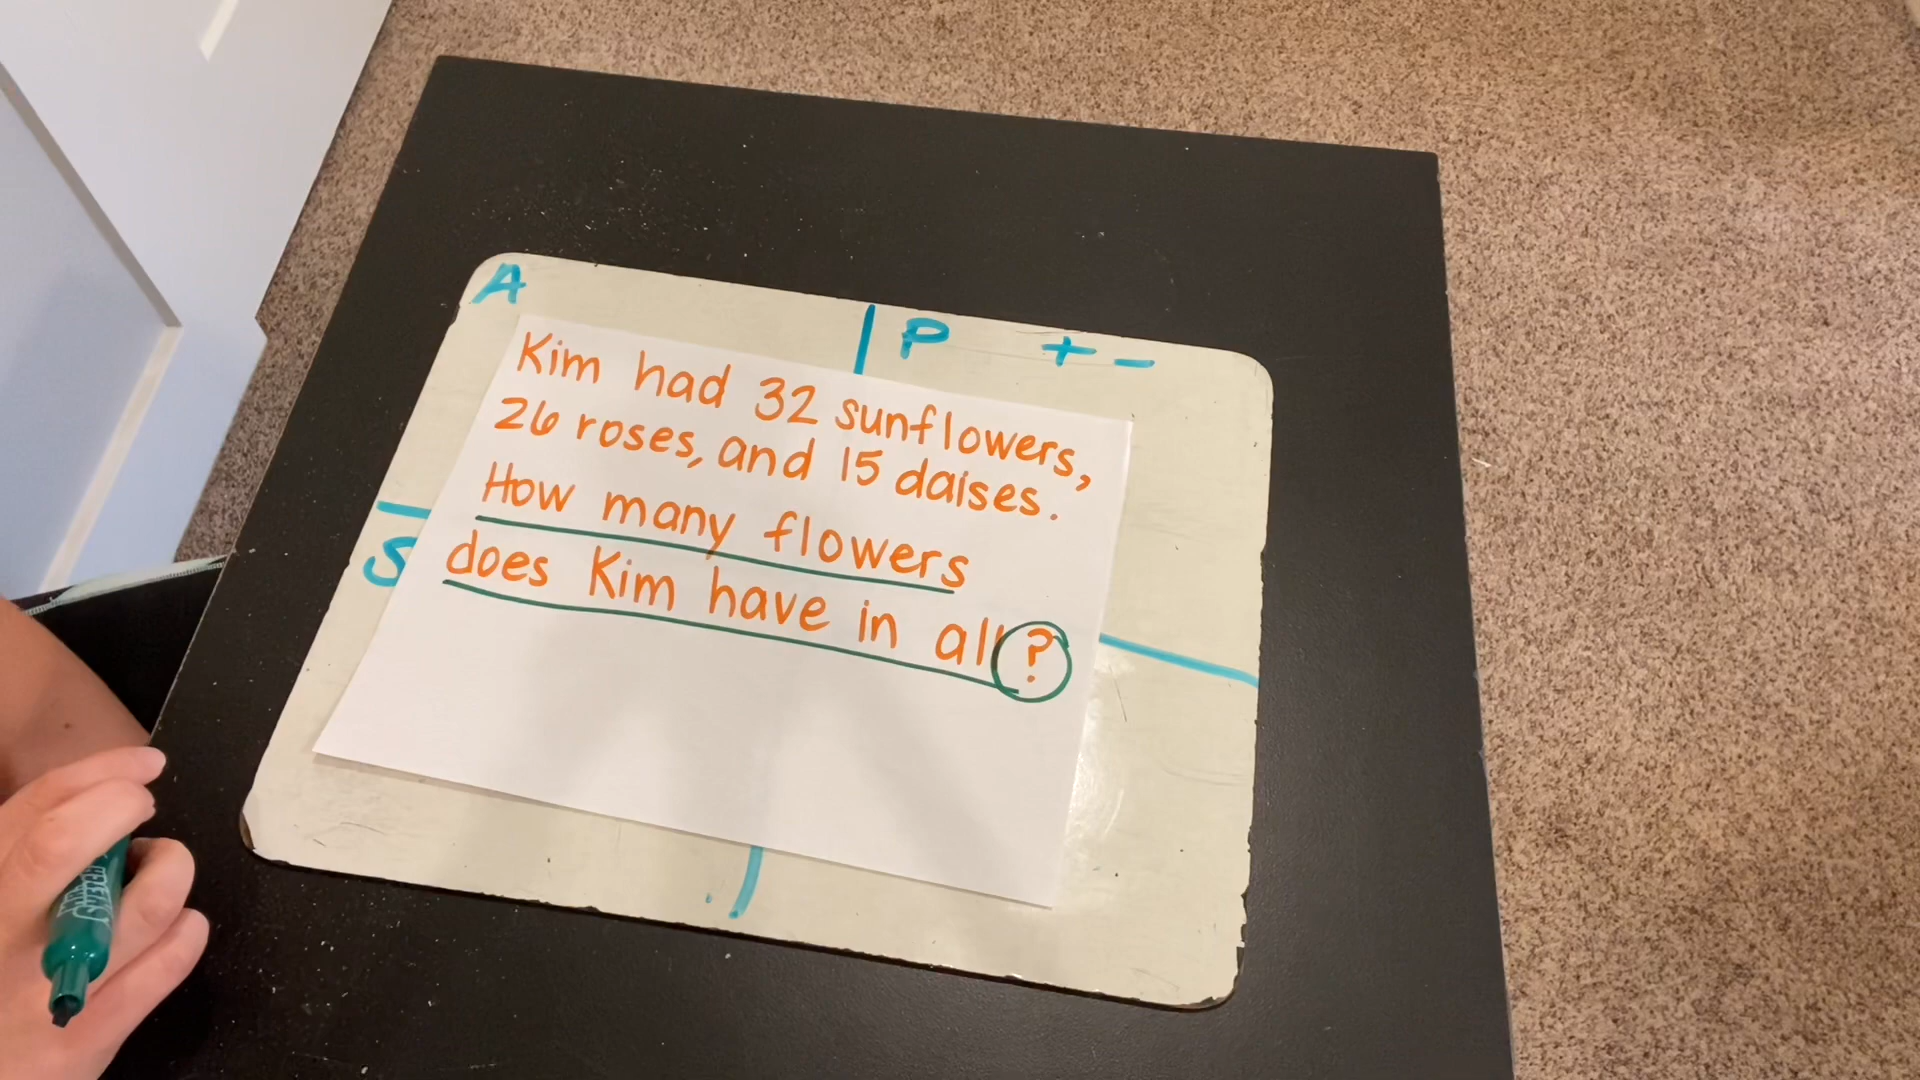 A
P + -
Kim had 32 sunflowers,
26 roses, and 15 daises.
How many flowers
does Kim have in all?
S